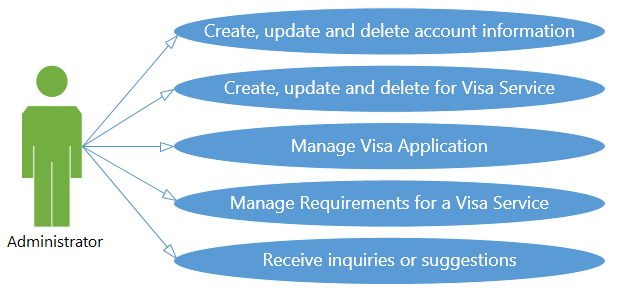 Create, update and delete account information
Create, update and delete for Visa Service
Manage Visa Application
Manage Requirements for a Visa Service
Administrator
Receive inquiries or suggestions